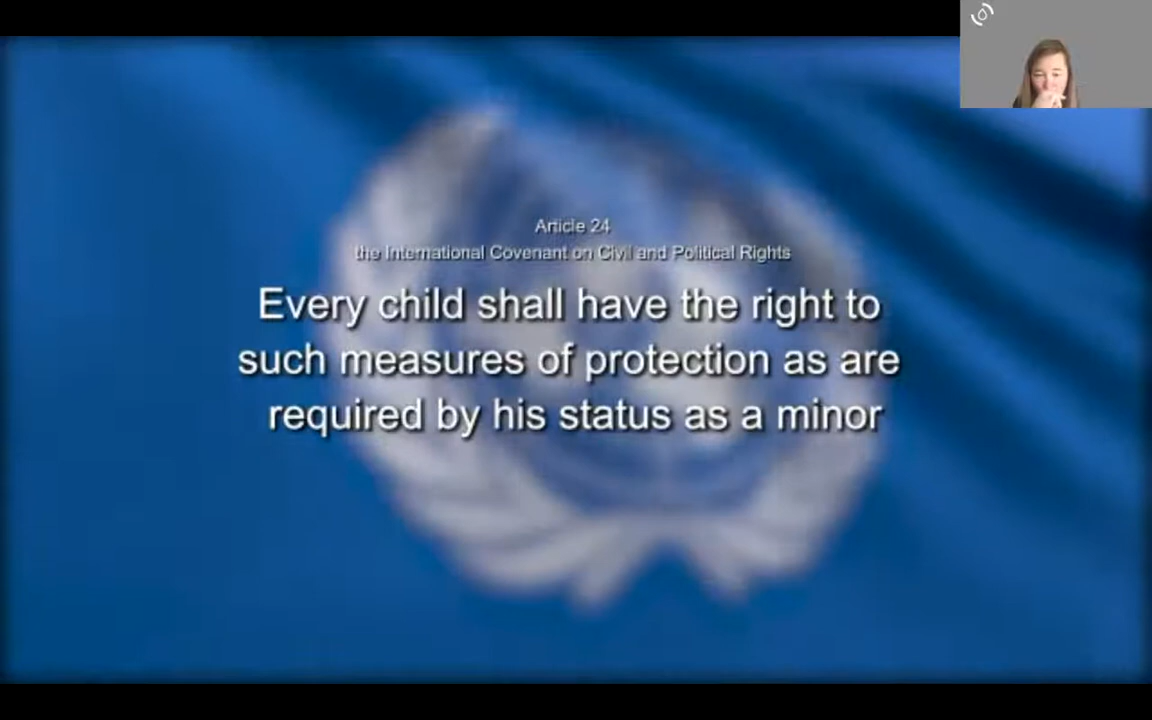 Article 24
the International Covenant on Civil and Political Rights
Every child shall have the right to
such measures of protection as are
required by his status as a minor